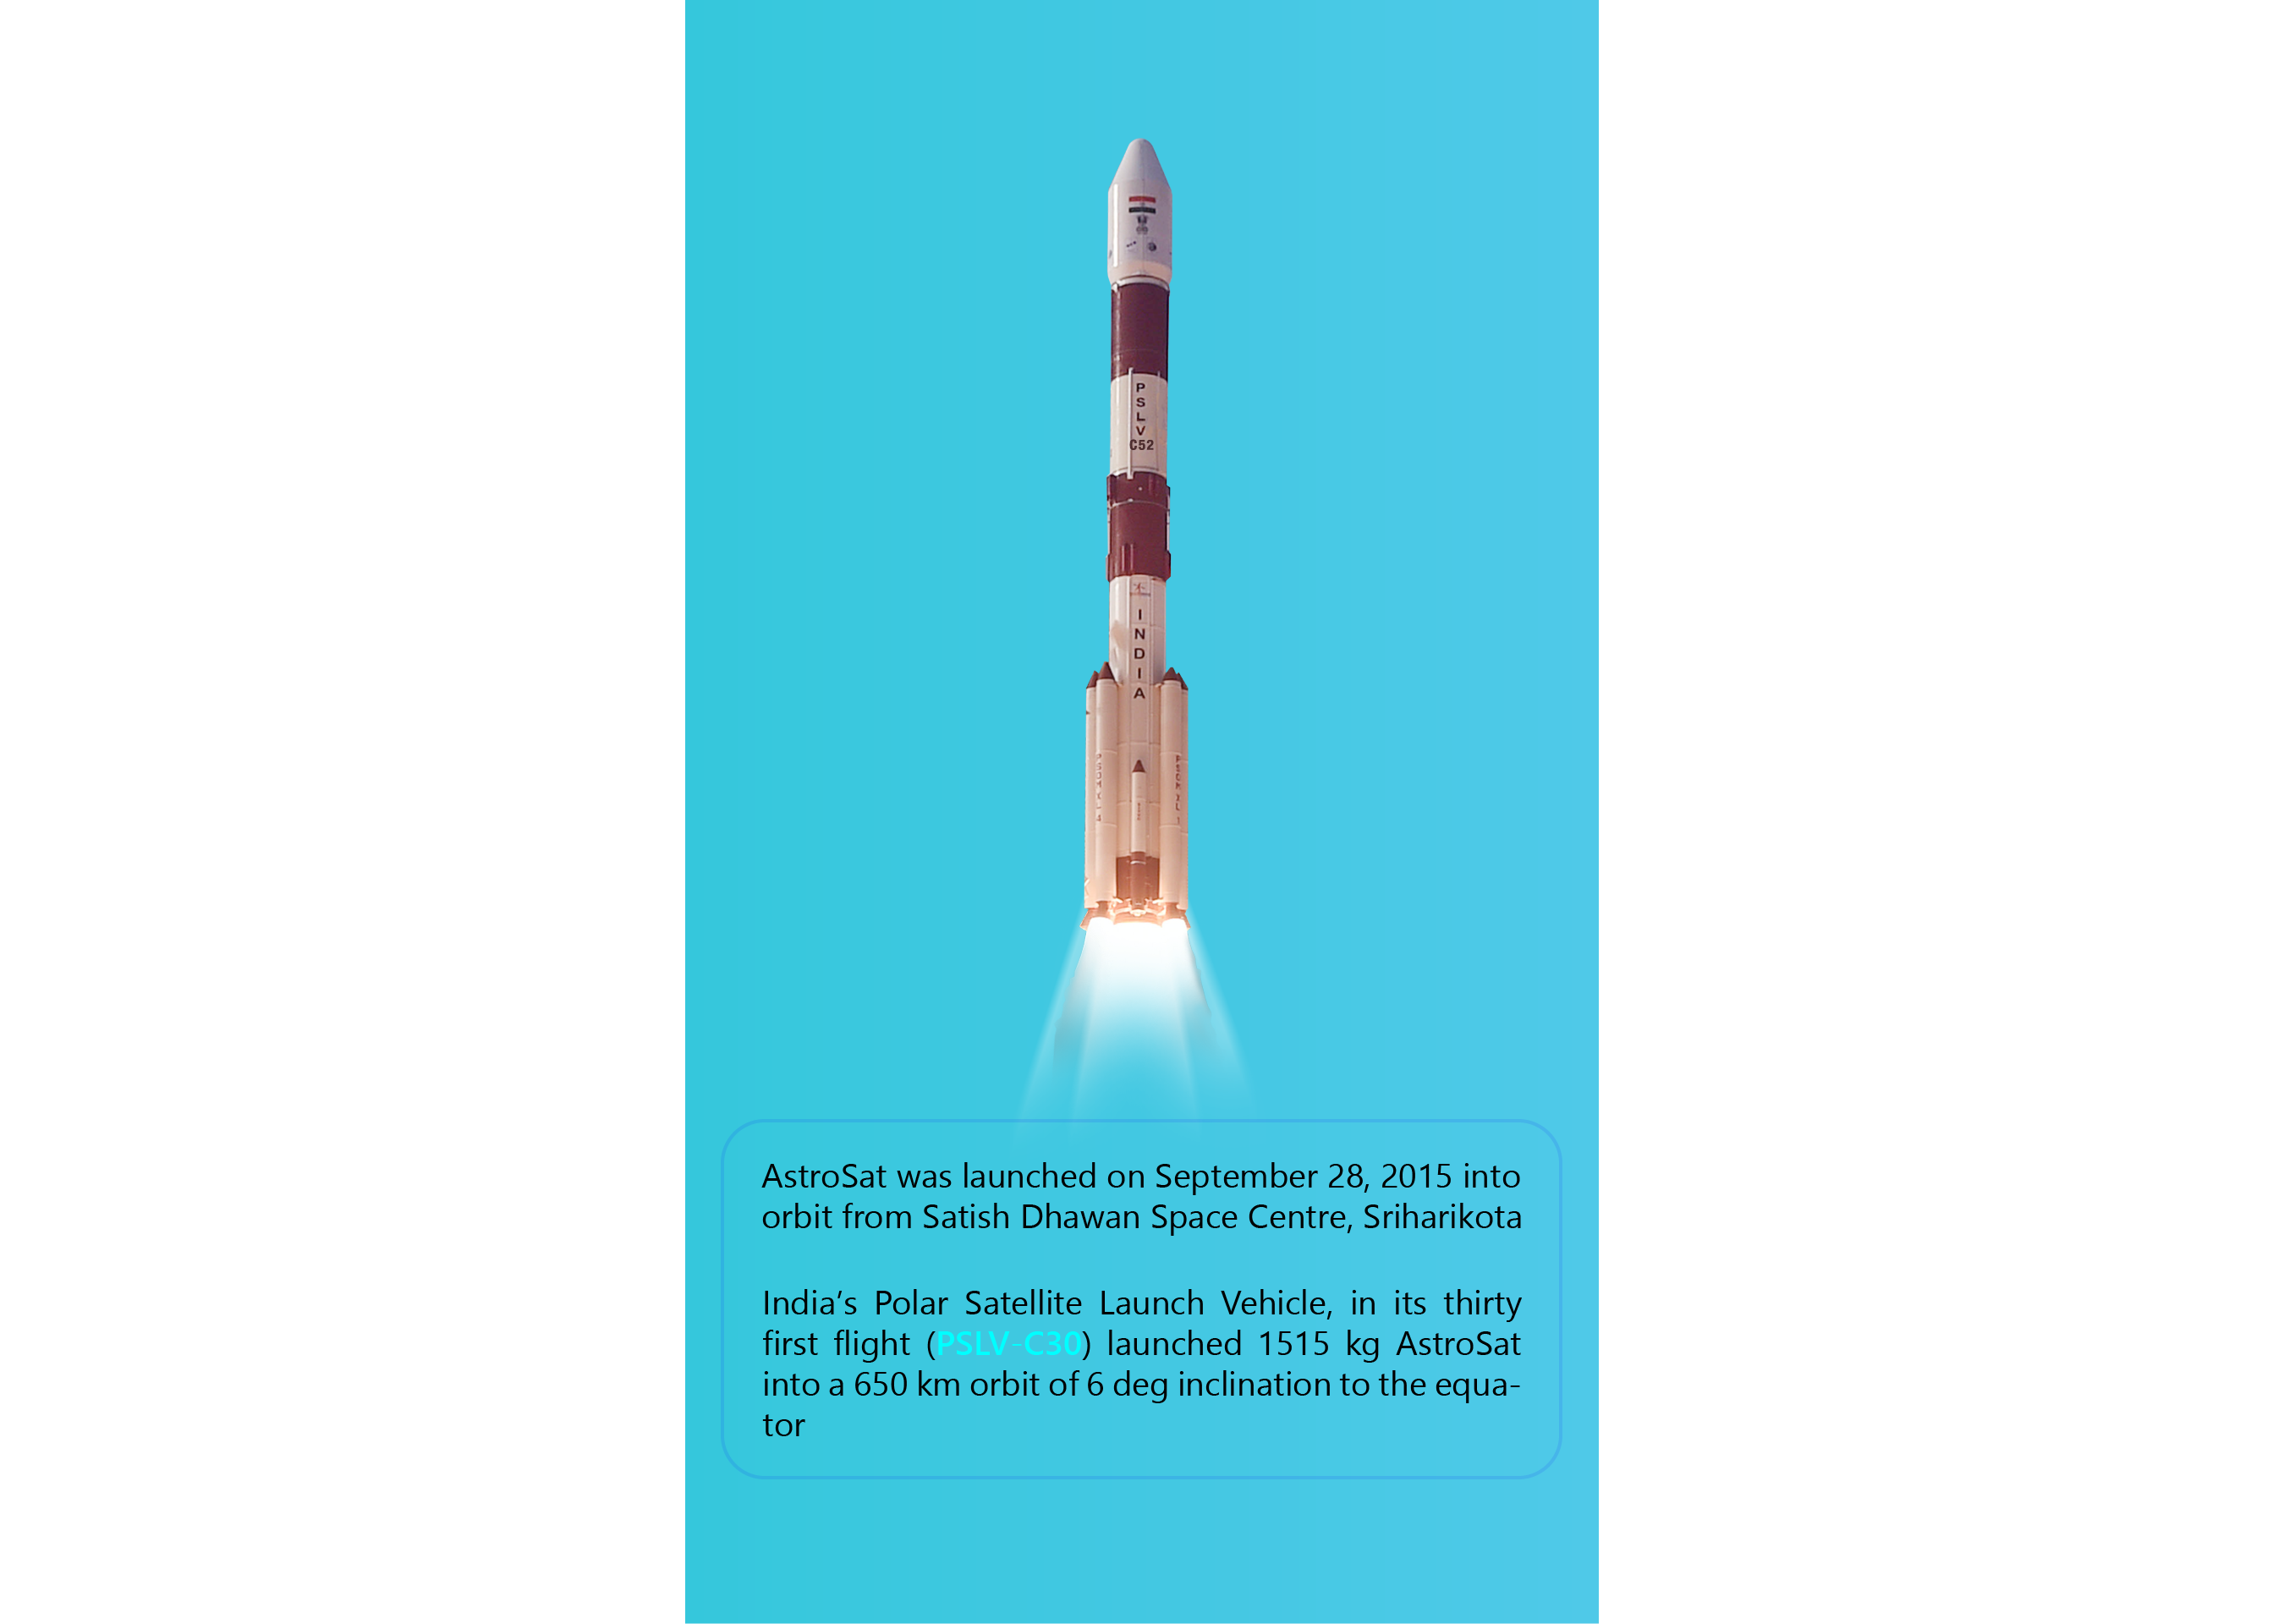 PSLV
C52
INDIA
AstroSat was launched on September 28, 2015 into
orbit from Satish Dhawan Space Centre, Sriharikota
India’s Polar Satellite Launch Vehicle, in its thirty
first flight (PSLV-C30) launched 1515 kg AstroSat
into a 650 km orbit of 6 deg inclination to the equa-
tor